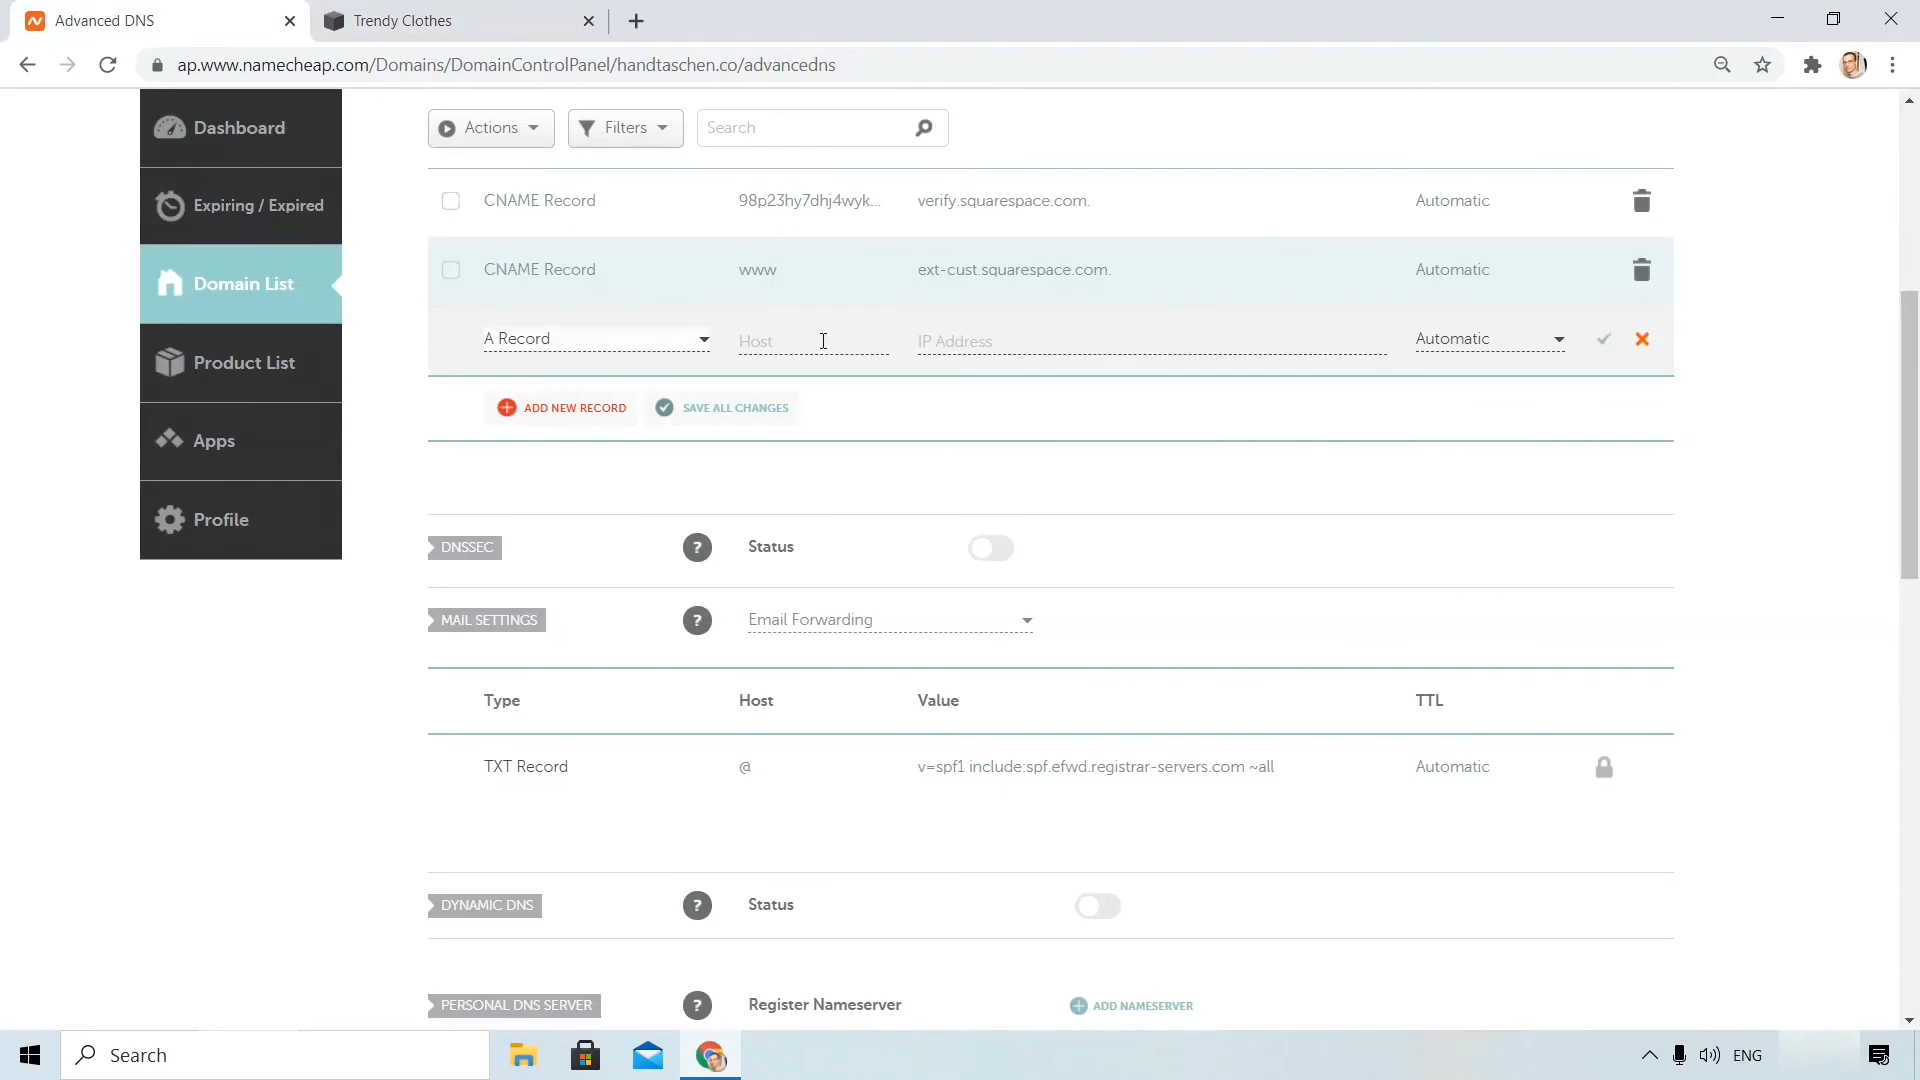 Advanced DNS
Trendy Clothes
ap.www.namecheap.com/Domains/DomainControlPanel/handtaschen.co/advancedns
Dashboard
Expiring / Expired
Domain List
Product List
Apps
Profile
Actions
Filters
Search
CNAME Record 98p23hy7dhj4wyk... verify.squarespace.com. Automatic
CNAME Record www ext-cust.squarespace.com. Automatic
A Record Host IP Address Automatic
ADD NEW RECORD SAVE ALL CHANGES
DNSSEC ? Status
MAIL SETTINGS ? Email Forwarding
Type Host Value TTL
TXT Record @ v=spf1 include:spf.efwd.registrar-servers.com ~all Automatic
DYNAMIC DNS ? Status
PERSONAL DNS SERVER ? Register Nameserver ADD NAMESERVER
Search
ENG